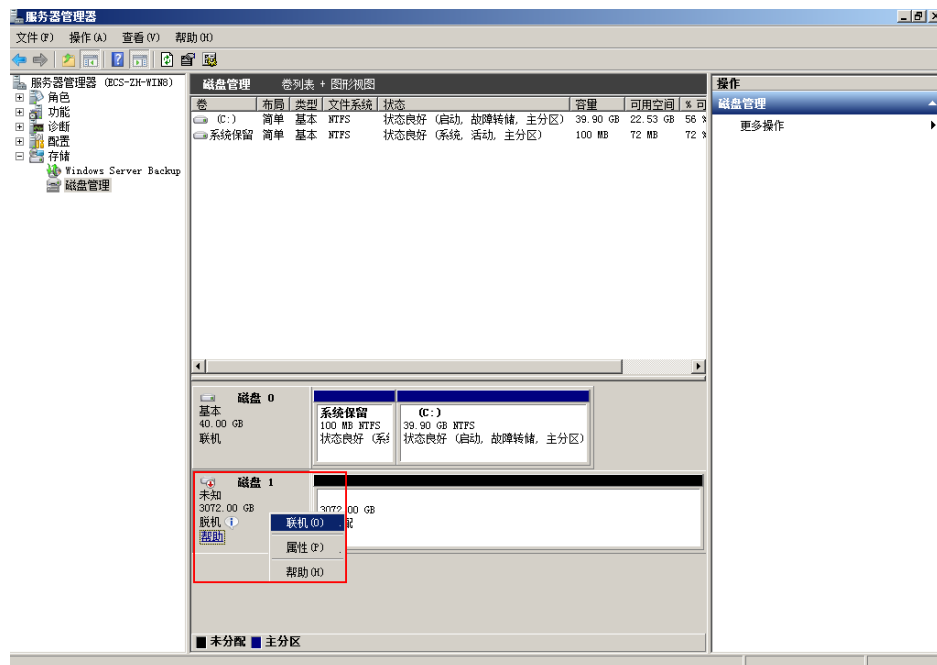 服务器管理器
文件(F) 操作(A) 查看(V) 帮助(H)
服务器管理器 (ECS-ZH-WIN8)
角色
功能
诊断
配置
存储
Windows Server Backup
磁盘管理
磁盘管理 卷列表 + 图形视图
卷 布局 类型 文件系统 状态 容量 可用空间 % 可
(C:) 简单 基本 NTFS 状态良好 (启动, 故障转储, 主分区) 39.90 GB 22.53 GB 56 %
系统保留 简单 基本 NTFS 状态良好 (系统, 活动, 主分区) 100 MB 72 MB 72 %
磁盘 0
基本
40.00 GB
联机
系统保留
100 MB NTFS
状态良好 (系
(C:)
39.90 GB NTFS
状态良好 (启动, 故障转储, 主分区)
磁盘 1
未知
3072.00 GB
脱机
帮助
3072.00 GB
联机(O)
属性(P)
帮助(H)
未分配 主分区
操作
磁盘管理
更多操作